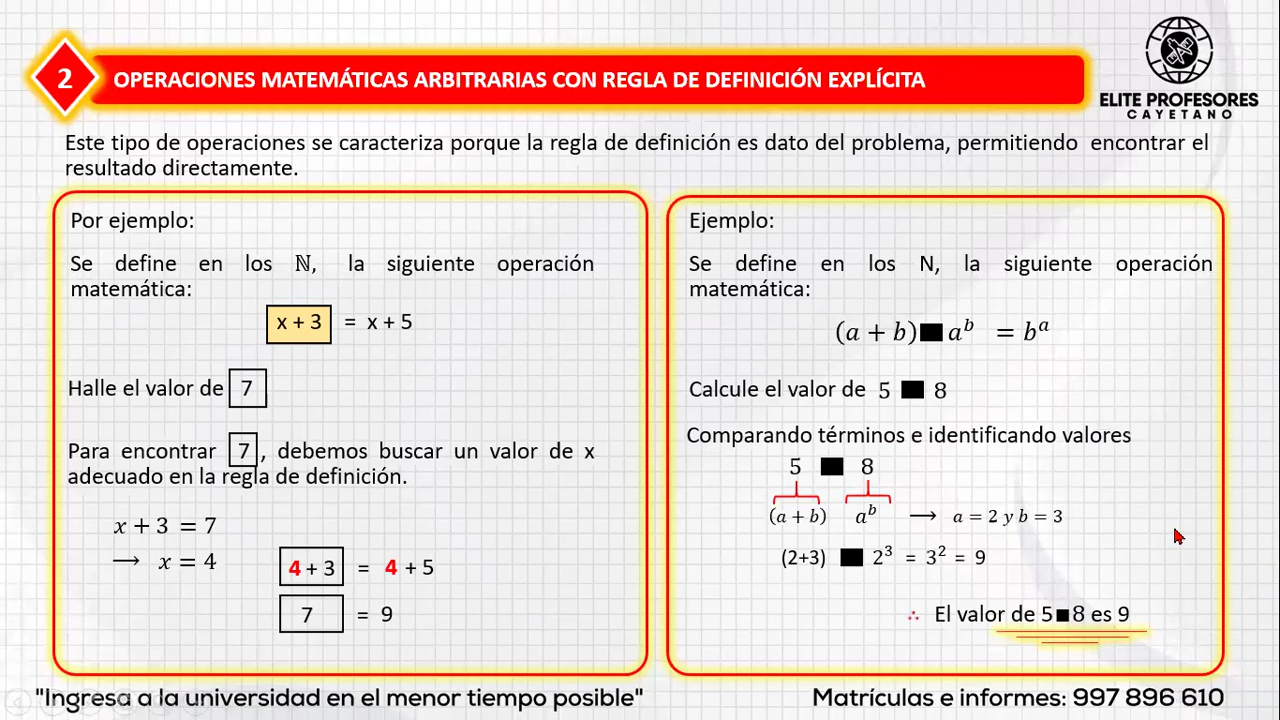 2
OPERACIONES MATEMÁTICAS ARBITRARIAS CON REGLA DE DEFINICIÓN EXPLÍCITA
ELITE PROFESORES
CAYETANO
Este tipo de operaciones se caracteriza porque la regla de definición es dato del problema, permitiendo encontrar el
resultado directamente.
Por ejemplo:
Se define en los ℕ, la siguiente operación
matemática:
x + 3 = x + 5
Halle el valor de 7
Para encontrar 7, debemos buscar un valor de x
adecuado en la regla de definición.
x + 3 = 7
→ x = 4
4 + 3 = 4 + 5
7 = 9
Ejemplo:
Se define en los N, la siguiente operación
matemática:
(a + b)■a^b = b^a
Calcule el valor de 5 ■ 8
Comparando términos e identificando valores
5 ■ 8
(a + b) a^b → a = 2 y b = 3
(2+3) ■ 2³ = 3² = 9
∴ El valor de 5■8 es 9
"Ingresa a la universidad en el menor tiempo posible"
Matrículas e informes: 997 896 610